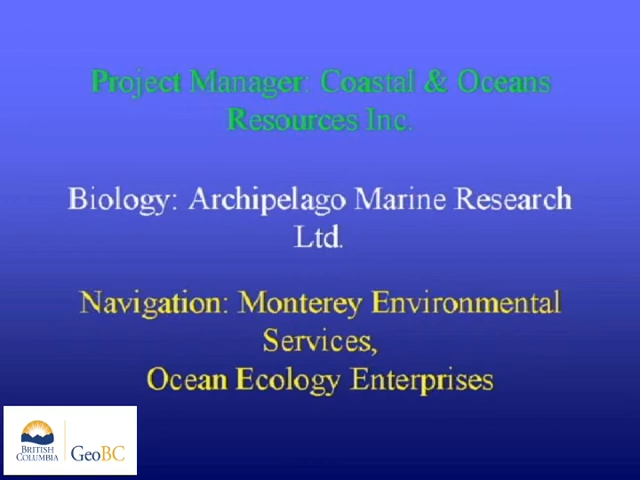 Project Manager: Coastal & Oceans
Resources Inc.
Biology: Archipelago Marine Research
Ltd.
Navigation: Monterey Environmental
Services,
Ocean Ecology Enterprises
BRITISH
COLUMBIA
GeoBC